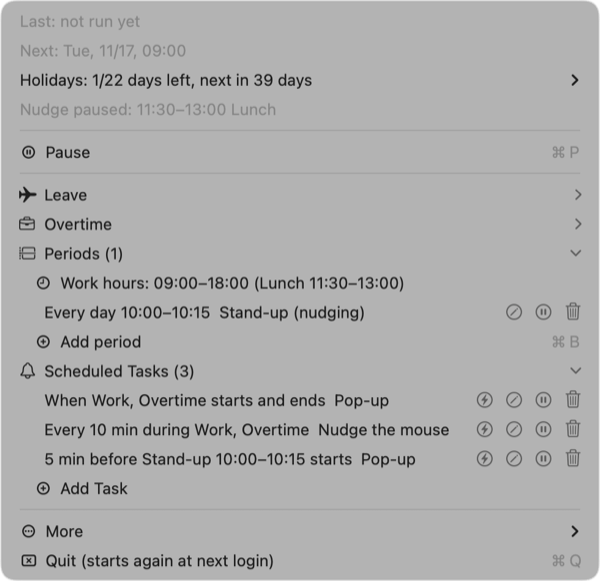 Last: not run yet
Next: Tue, 11/17, 09:00
Holidays: 1/22 days left, next in 39 days
Nudge paused: 11:30–13:00 Lunch
Pause ⌘ P
Leave
Overtime
Periods (1)
Work hours: 09:00–18:00 (Lunch 11:30–13:00)
Every day 10:00–10:15 Stand-up (nudging)
Add period ⌘ B
Scheduled Tasks (3)
When Work, Overtime starts and ends Pop-up
Every 10 min during Work, Overtime Nudge the mouse
5 min before Stand-up 10:00–10:15 starts Pop-up
Add Task
More
Quit (starts again at next login) ⌘ Q